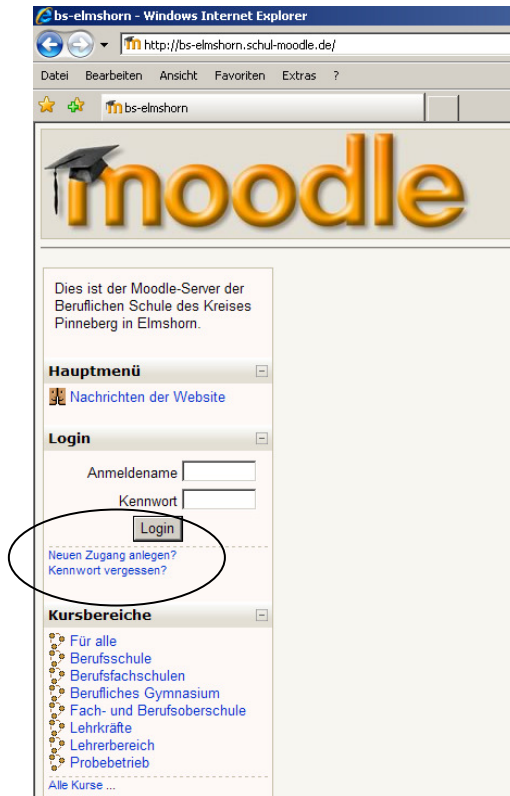 bs-elmshorn - Windows Internet Explorer
http://bs-elmshorn.schul-moodle.de/
Datei Bearbeiten Ansicht Favoriten Extras ?
bs-elmshorn
moodle
Dies ist der Moodle-Server der
Beruflichen Schule des Kreises
Pinneberg in Elmshorn.
Hauptmenü
Nachrichten der Website
Login
Anmeldename
Kennwort
Login
Neuen Zugang anlegen?
Kennwort vergessen?
Kursbereiche
Für alle
Berufsschule
Berufsfachschulen
Berufliches Gymnasium
Fach- und Berufsoberschule
Lehrkräfte
Lehrerbereich
Probebetrieb
Alle Kurse ...